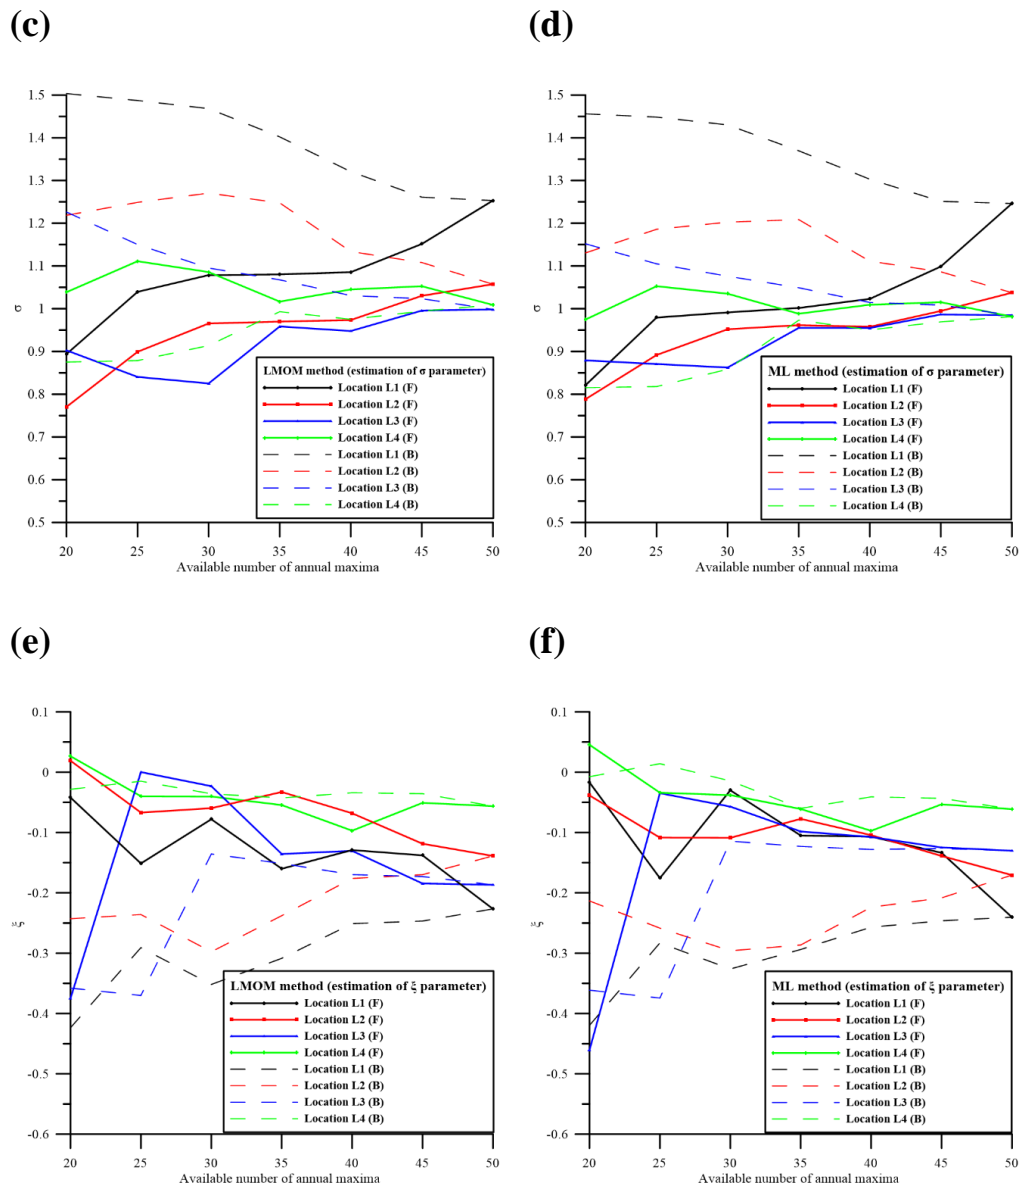 (c)
1.5
1.4
1.3
1.2
1.1
1
0.9
0.8
0.7
0.6
0.5
σ
20 25 30 35 40 45 50
Available number of annual maxima
LMOM method (estimation of σ parameter)
Location L1 (F)
Location L2 (F)
Location L3 (F)
Location L4 (F)
Location L1 (B)
Location L2 (B)
Location L3 (B)
Location L4 (B)
(d)
1.5
1.4
1.3
1.2
1.1
1
0.9
0.8
0.7
0.6
0.5
σ
20 25 30 35 40 45 50
Available number of annual maxima
ML method (estimation of σ parameter)
Location L1 (F)
Location L2 (F)
Location L3 (F)
Location L4 (F)
Location L1 (B)
Location L2 (B)
Location L3 (B)
Location L4 (B)
(e)
0.1
0
-0.1
-0.2
-0.3
-0.4
-0.5
-0.6
ξ
20 25 30 35 40 45 50
Available number of annual maxima
LMOM method (estimation of ξ parameter)
Location L1 (F)
Location L2 (F)
Location L3 (F)
Location L4 (F)
Location L1 (B)
Location L2 (B)
Location L3 (B)
Location L4 (B)
(f)
0.1
0
-0.1
-0.2
-0.3
-0.4
-0.5
-0.6
ξ
20 25 30 35 40 45 50
Available number of annual maxima
ML method (estimation of ξ parameter)
Location L1 (F)
Location L2 (F)
Location L3 (F)
Location L4 (F)
Location L1 (B)
Location L2 (B)
Location L3 (B)
Location L4 (B)